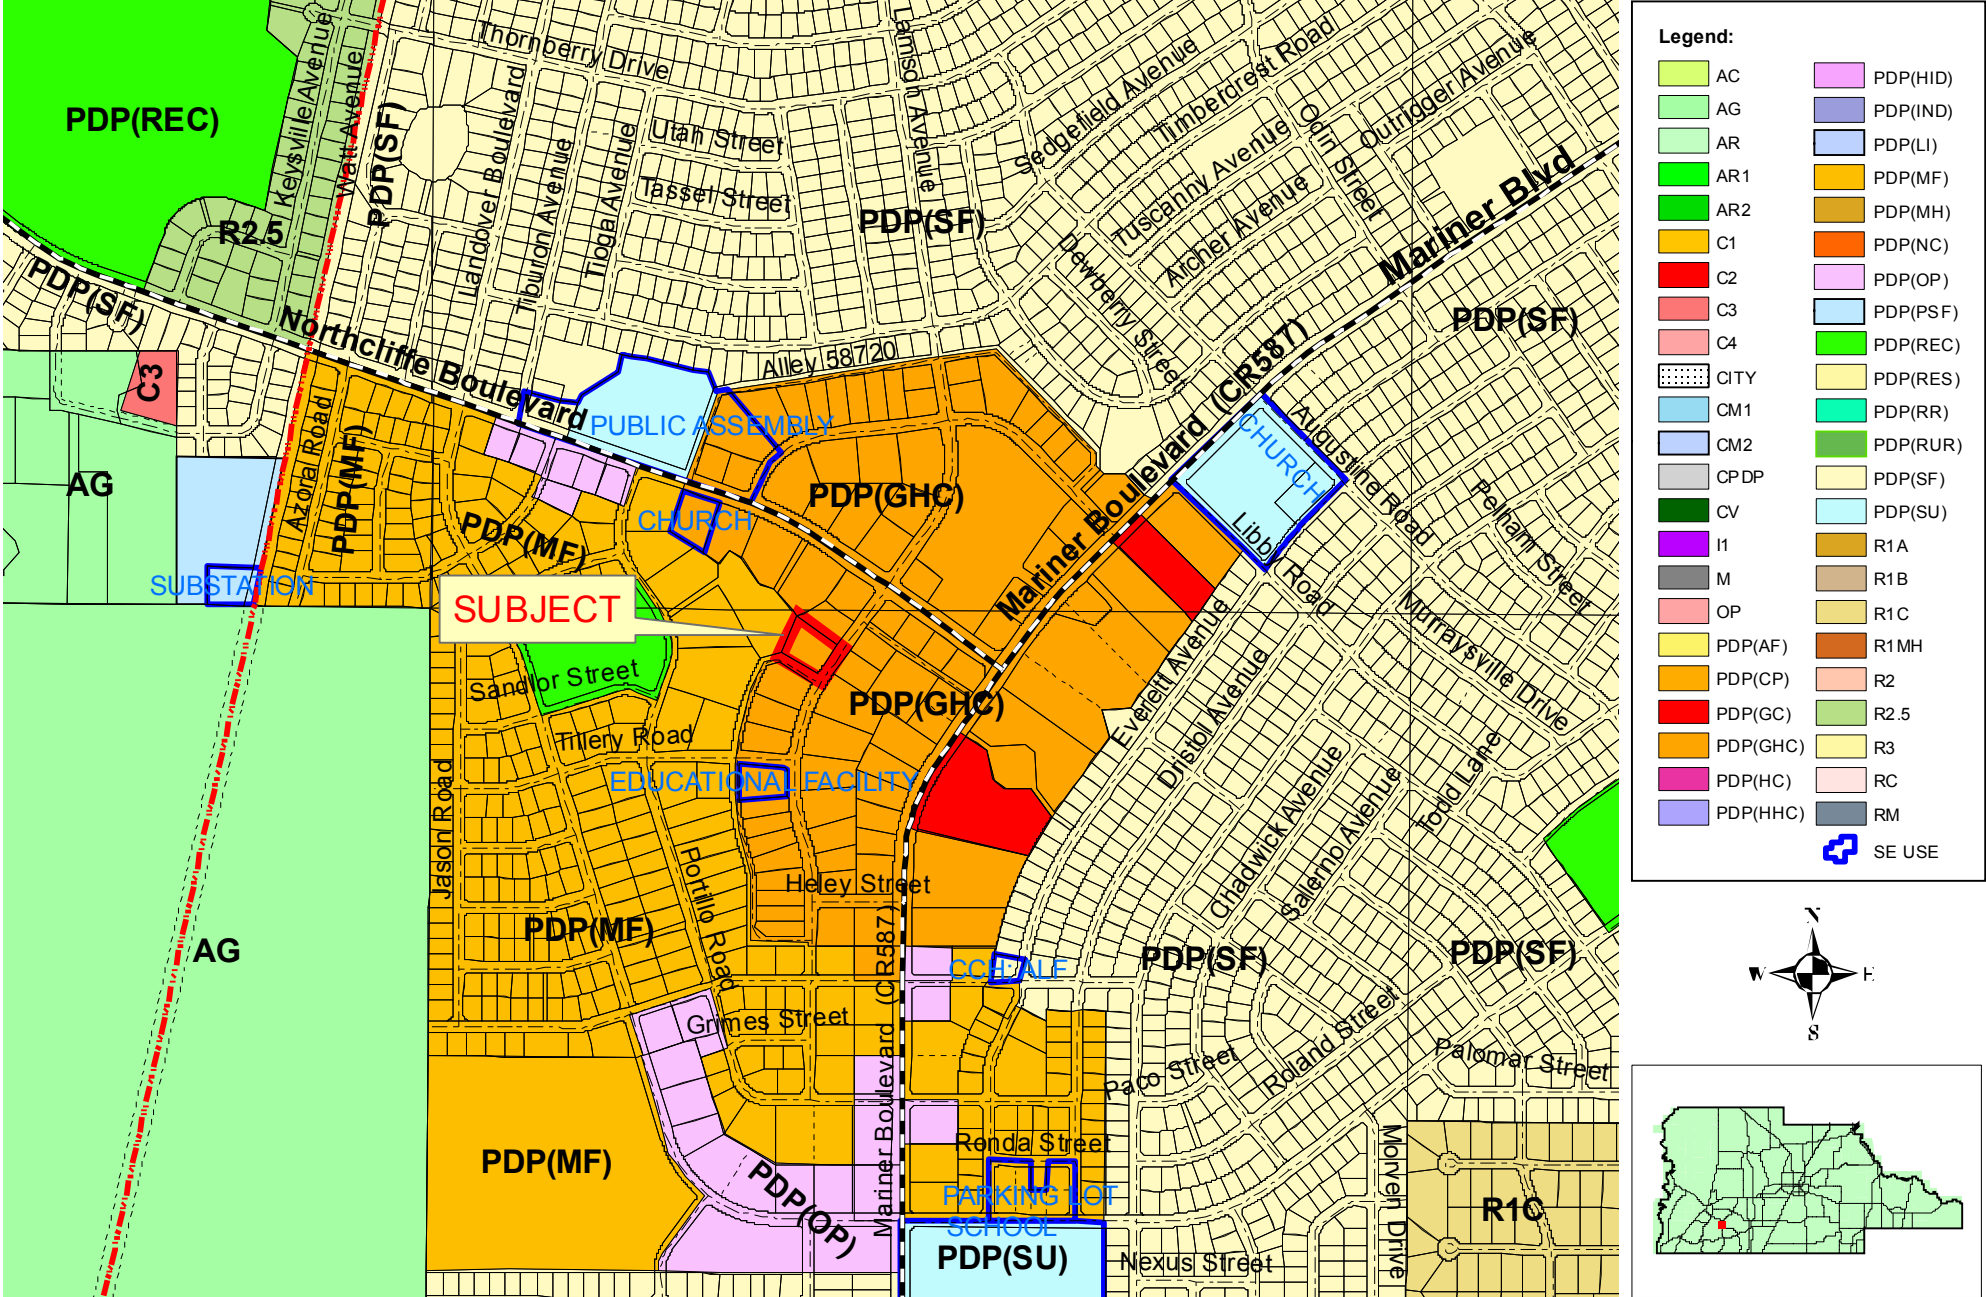 Thornberry Drive
Lamson Avenue
Keysville Avenue
Watt Avenue
PDP(REC)
PDP(SF)
Landover Boulevard
Tiburon Avenue
Tioga Avenue
Utah Street
Tassel Street
PDP(SF)
Sedgefield Avenue
Timbercrest Road
Odin Street
Outrigger Avenue
Tuscanny Avenue
Archer Avenue
Dewberry Street
Mariner Blvd
R2.5
PDP(SF)
PDP(SF)
Northcliffe Boulevard
Alley 58720
Mariner Boulevard (CR587)
C3
PUBLIC ASSEMBLY
CHURCH
Augustine Road
Azora Road
PDP(MF)
AG
PDP(GHC)
CHURCH
PDP(MF)
Libby Road
Pelham Street
SUBSTATION
SUBJECT
Murraysville Drive
Everett Avenue
Sandlor Street
PDP(GHC)
Dristol Avenue
Tillery Road
EDUCATIONAL FACILITY
Jason Road
Portillo Road
Chadwick Avenue
Salerno Avenue
Todd Lane
Heley Street
PDP(MF)
AG
Mariner Boulevard (CR587)
CCH: ALF
PDP(SF)
PDP(SF)
Grimes Street
Roland Street
Paco Street
Palomar Street
Ronda Street
PDP(MF)
PDP(OP)
PARKING LOT
SCHOOL
PDP(SU)
Nexus Street
Morven Drive
R1C
Legend:
AC
AG
AR
AR1
AR2
C1
C2
C3
C4
CITY
CM1
CM2
CPDP
CV
I1
M
OP
PDP(AF)
PDP(CP)
PDP(GC)
PDP(GHC)
PDP(HC)
PDP(HHC)
PDP(HID)
PDP(IND)
PDP(LI)
PDP(MF)
PDP(MH)
PDP(NC)
PDP(OP)
PDP(PSF)
PDP(REC)
PDP(RES)
PDP(RR)
PDP(RUR)
PDP(SF)
PDP(SU)
R1A
R1B
R1C
R1MH
R2
R2.5
R3
RC
RM
SE USE
N
W
E
S